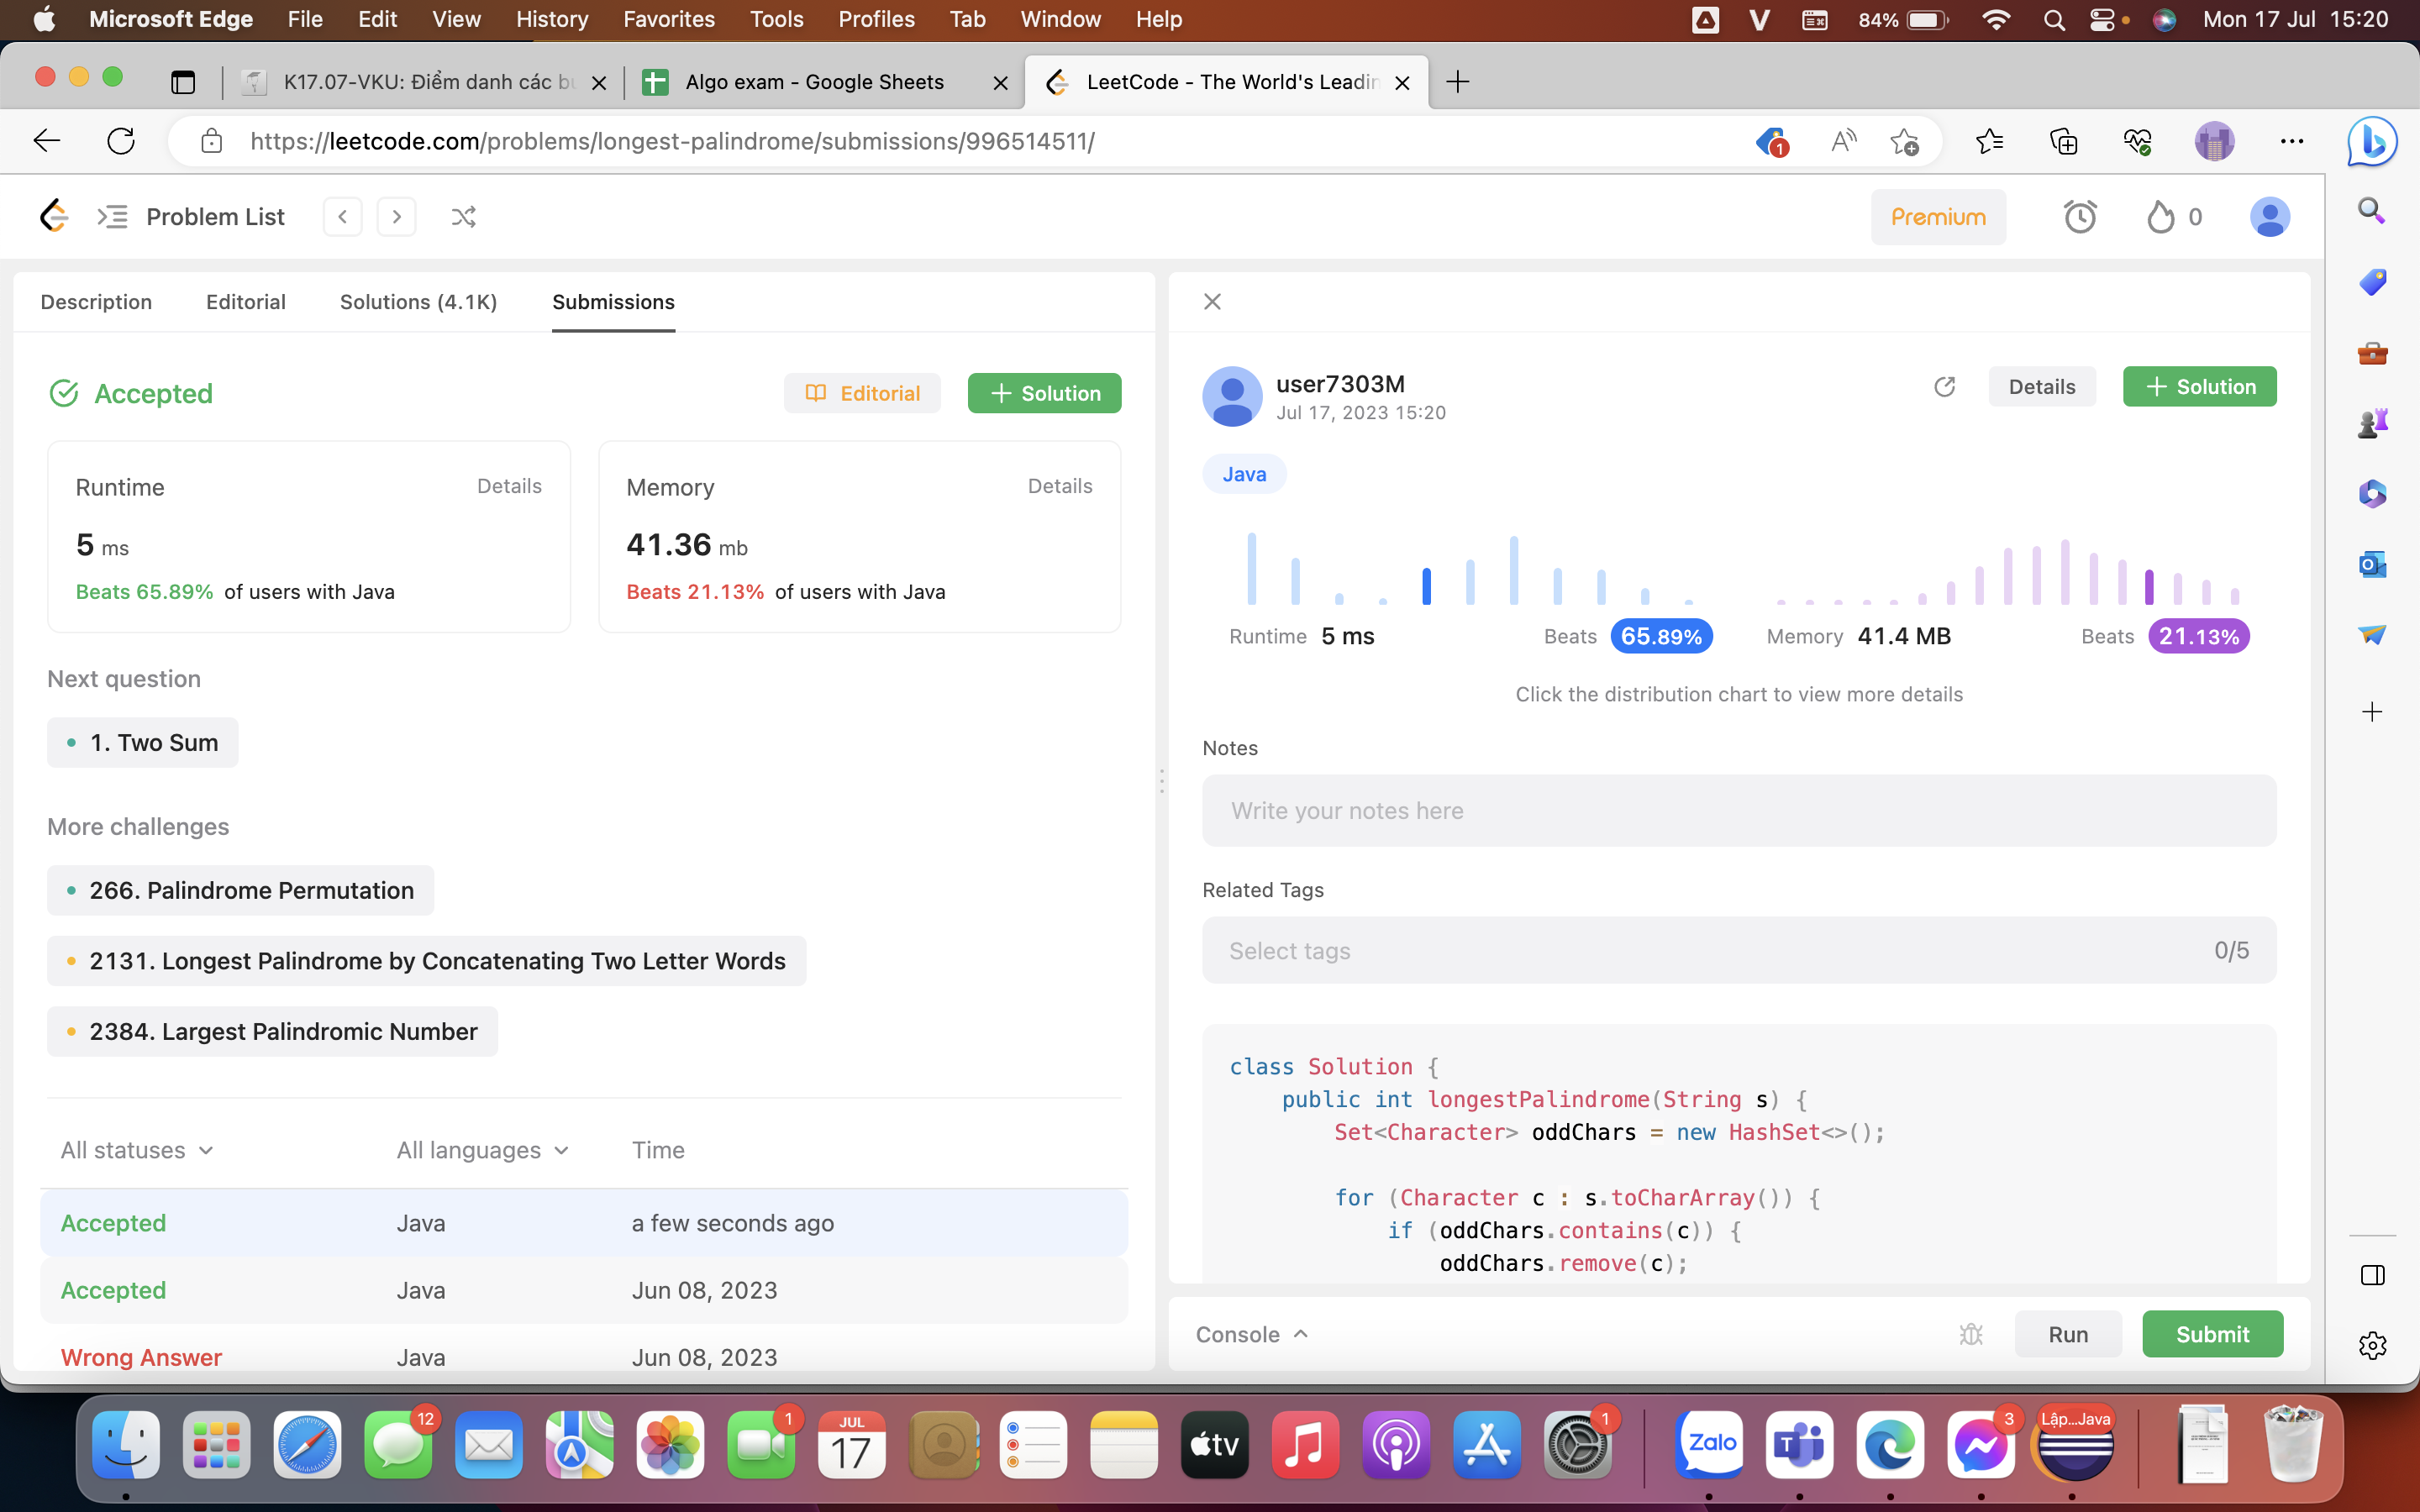 Microsoft Edge File Edit View History Favorites Tools Profiles Tab Window Help 84% Mon 17 Jul 15:20
K17.07-VKU: Điểm danh các bu
Algo exam - Google Sheets
LeetCode - The World's Leadin
https://leetcode.com/problems/longest-palindrome/submissions/996514511/
1
Problem List
Premium
0
Description Editorial Solutions (4.1K) Submissions
Accepted
Editorial
Solution
Runtime Details
5 ms
Beats 65.89% of users with Java
Memory Details
41.36 mb
Beats 21.13% of users with Java
Next question
1. Two Sum
More challenges
266. Palindrome Permutation
2131. Longest Palindrome by Concatenating Two Letter Words
2384. Largest Palindromic Number
All statuses All languages Time
Accepted Java a few seconds ago
Accepted Java Jun 08, 2023
Wrong Answer Java Jun 08, 2023
user7303M
Jul 17, 2023 15:20
Details
Solution
Java
Runtime 5 ms Beats 65.89%
Memory 41.4 MB Beats 21.13%
Click the distribution chart to view more details
Notes
Write your notes here
Related Tags
Select tags 0/5
class Solution {
public int longestPalindrome(String s) {
Set<Character> oddChars = new HashSet<>();
for (Character c : s.toCharArray()) {
if (oddChars.contains(c)) {
oddChars.remove(c);
Console Run Submit
12
1
JUL
17
tv
1
Zalo
T
3
Lập...Java